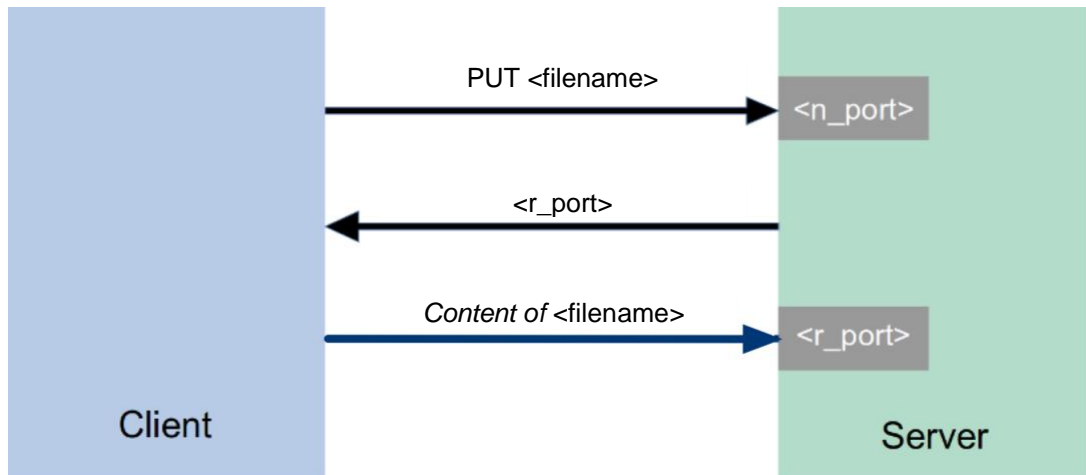 PUT <filename>
<n_port>
<r_port>
Content of <filename>
<r_port>
Client
Server